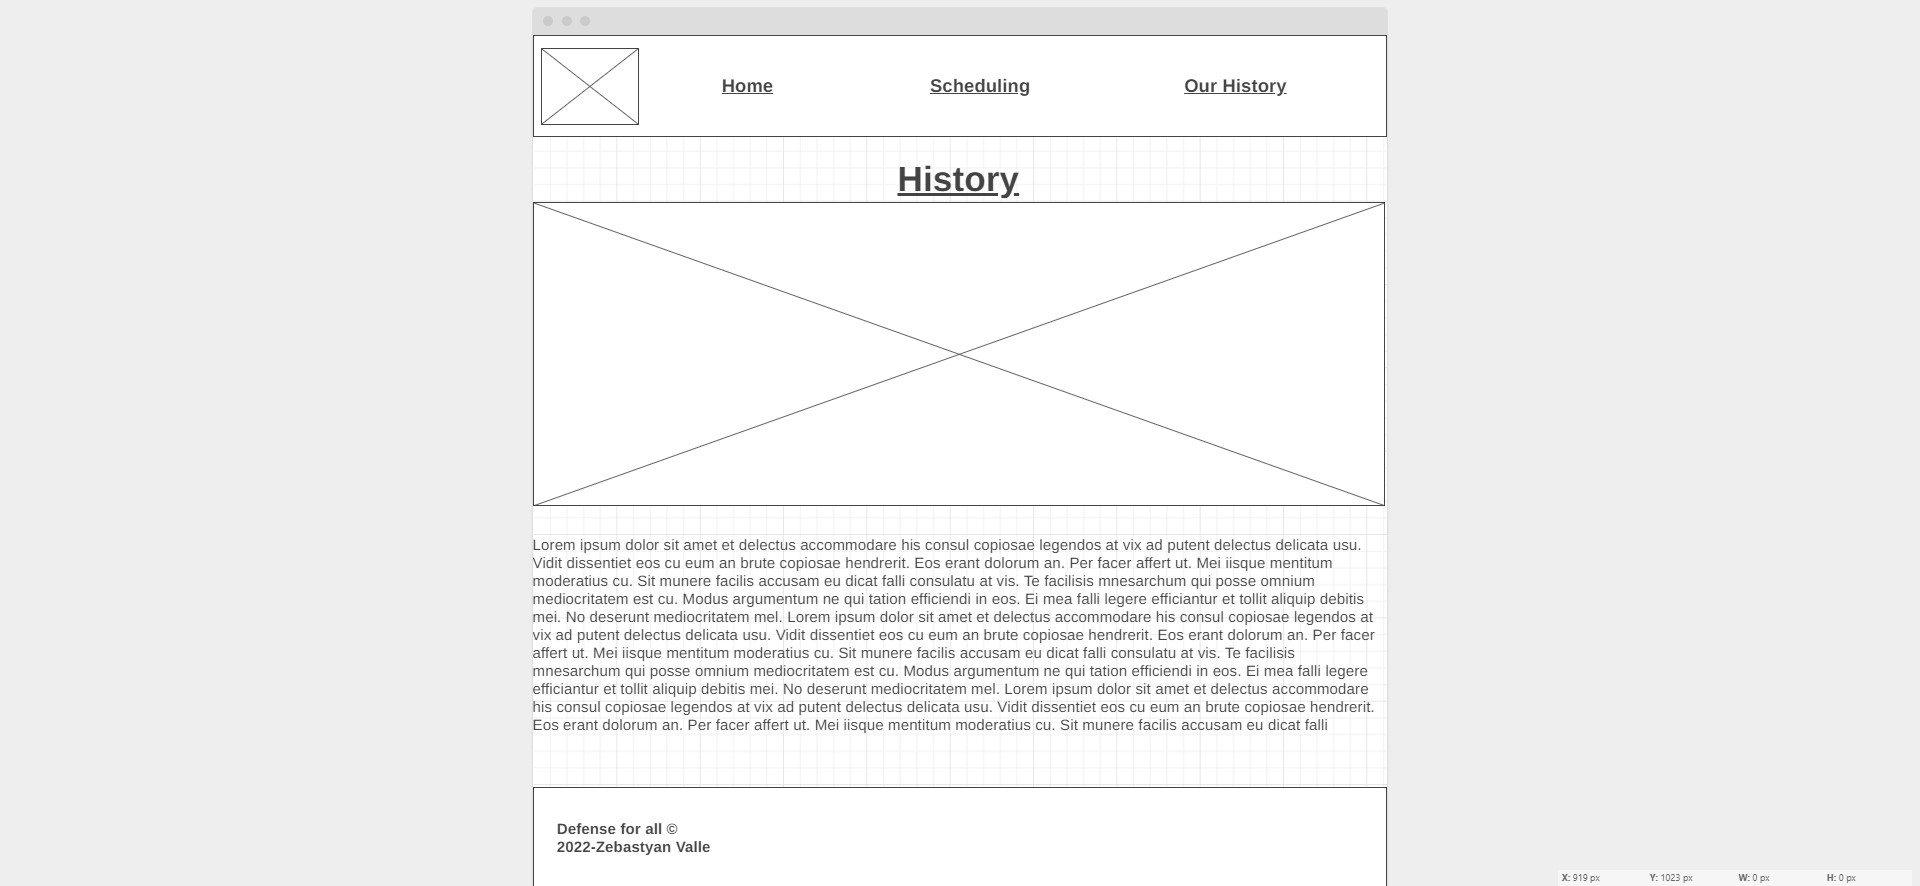 Home Scheduling Our History
History
Lorem ipsum dolor sit amet et delectus accommodare his consul copiosae legendos at vix ad putent delectus delicata usu.
Vidit dissentiet eos cu eum an brute copiosae hendrerit. Eos erant dolorum an. Per facer affert ut. Mei iisque mentitum
moderatius cu. Sit munere facilis accusam eu dicat falli consulatu at vis. Te facilisis mnesarchum qui posse omnium
mediocritatem est cu. Modus argumentum ne qui tation efficiendi in eos. Ei mea falli legere efficiantur et tollit aliquip debitis
mei. No deserunt mediocritatem mel. Lorem ipsum dolor sit amet et delectus accommodare his consul copiosae legendos at
vix ad putent delectus delicata usu. Vidit dissentiet eos cu eum an brute copiosae hendrerit. Eos erant dolorum an. Per facer
affert ut. Mei iisque mentitum moderatius cu. Sit munere facilis accusam eu dicat falli consulatu at vis. Te facilisis
mnesarchum qui posse omnium mediocritatem est cu. Modus argumentum ne qui tation efficiendi in eos. Ei mea falli legere
efficiantur et tollit aliquip debitis mei. No deserunt mediocritatem mel. Lorem ipsum dolor sit amet et delectus accommodare
his consul copiosae legendos at vix ad putent delectus delicata usu. Vidit dissentiet eos cu eum an brute copiosae hendrerit.
Eos erant dolorum an. Per facer affert ut. Mei iisque mentitum moderatius cu. Sit munere facilis accusam eu dicat falli
Defense for all ©
2022-Zebastyan Valle
X: 919 px Y: 1023 px W: 0 px H: 0 px